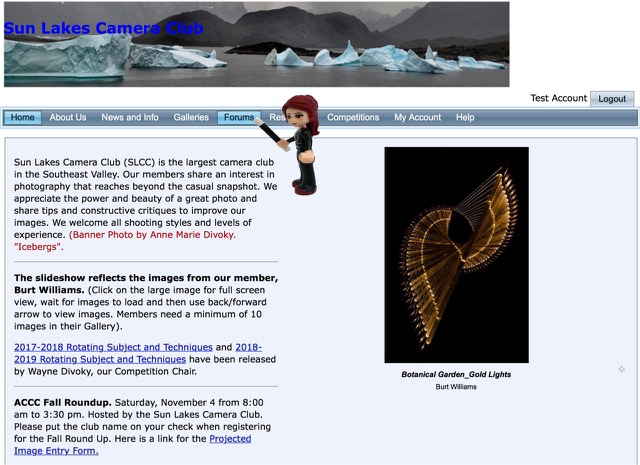 Sun Lakes Camera Club
Test Account Logout
Home About Us News and Info Galleries Forums Competitions My Account Help
Sun Lakes Camera Club (SLCC) is the largest camera club
in the Southeast Valley. Our members share an interest in
photography that reaches beyond the casual snapshot. We
appreciate the power and beauty of a great photo and
share tips and constructive critiques to improve our
images. We welcome all shooting styles and levels of
experience. (Banner Photo by Anne Marie Divoky.
"Icebergs".
The slideshow reflects the images from our member,
Burt Williams. (Click on the large image for full screen
view, wait for images to load and then use back/forward
arrow to view images. Members need a minimum of 10
images in their Gallery).
2017-2018 Rotating Subject and Techniques and 2018-
2019 Rotating Subject and Techniques have been released
by Wayne Divoky, our Competition Chair.
ACCC Fall Roundup. Saturday, November 4 from 8:00
am to 3:30 pm. Hosted by the Sun Lakes Camera Club.
Please put the club name on your check when registering
for the Fall Round Up. Here is a link for the Projected
Image Entry Form.
Botanical Garden_Gold Lights
Burt Williams